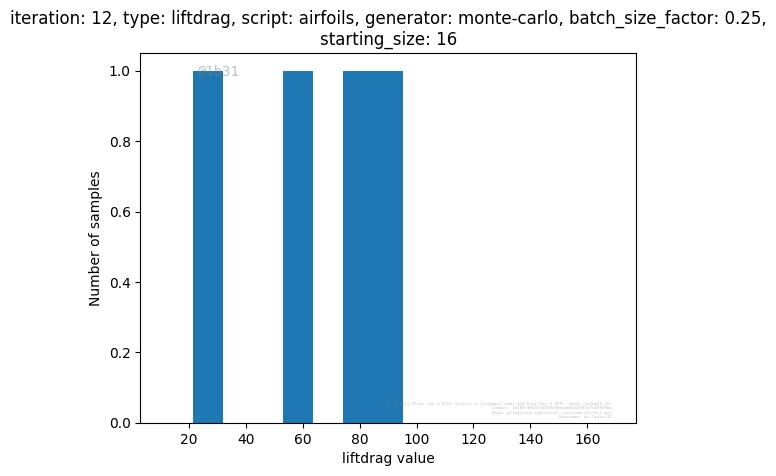 iteration: 12, type: liftdrag, script: airfoils, generator: monte-carlo, batch_size_factor: 0.25,
starting_size: 16
@1b31
1.0
0.8
0.6
0.4
0.2
0.0
Number of samples
20 40 60 80 100 120 140 160
liftdrag value